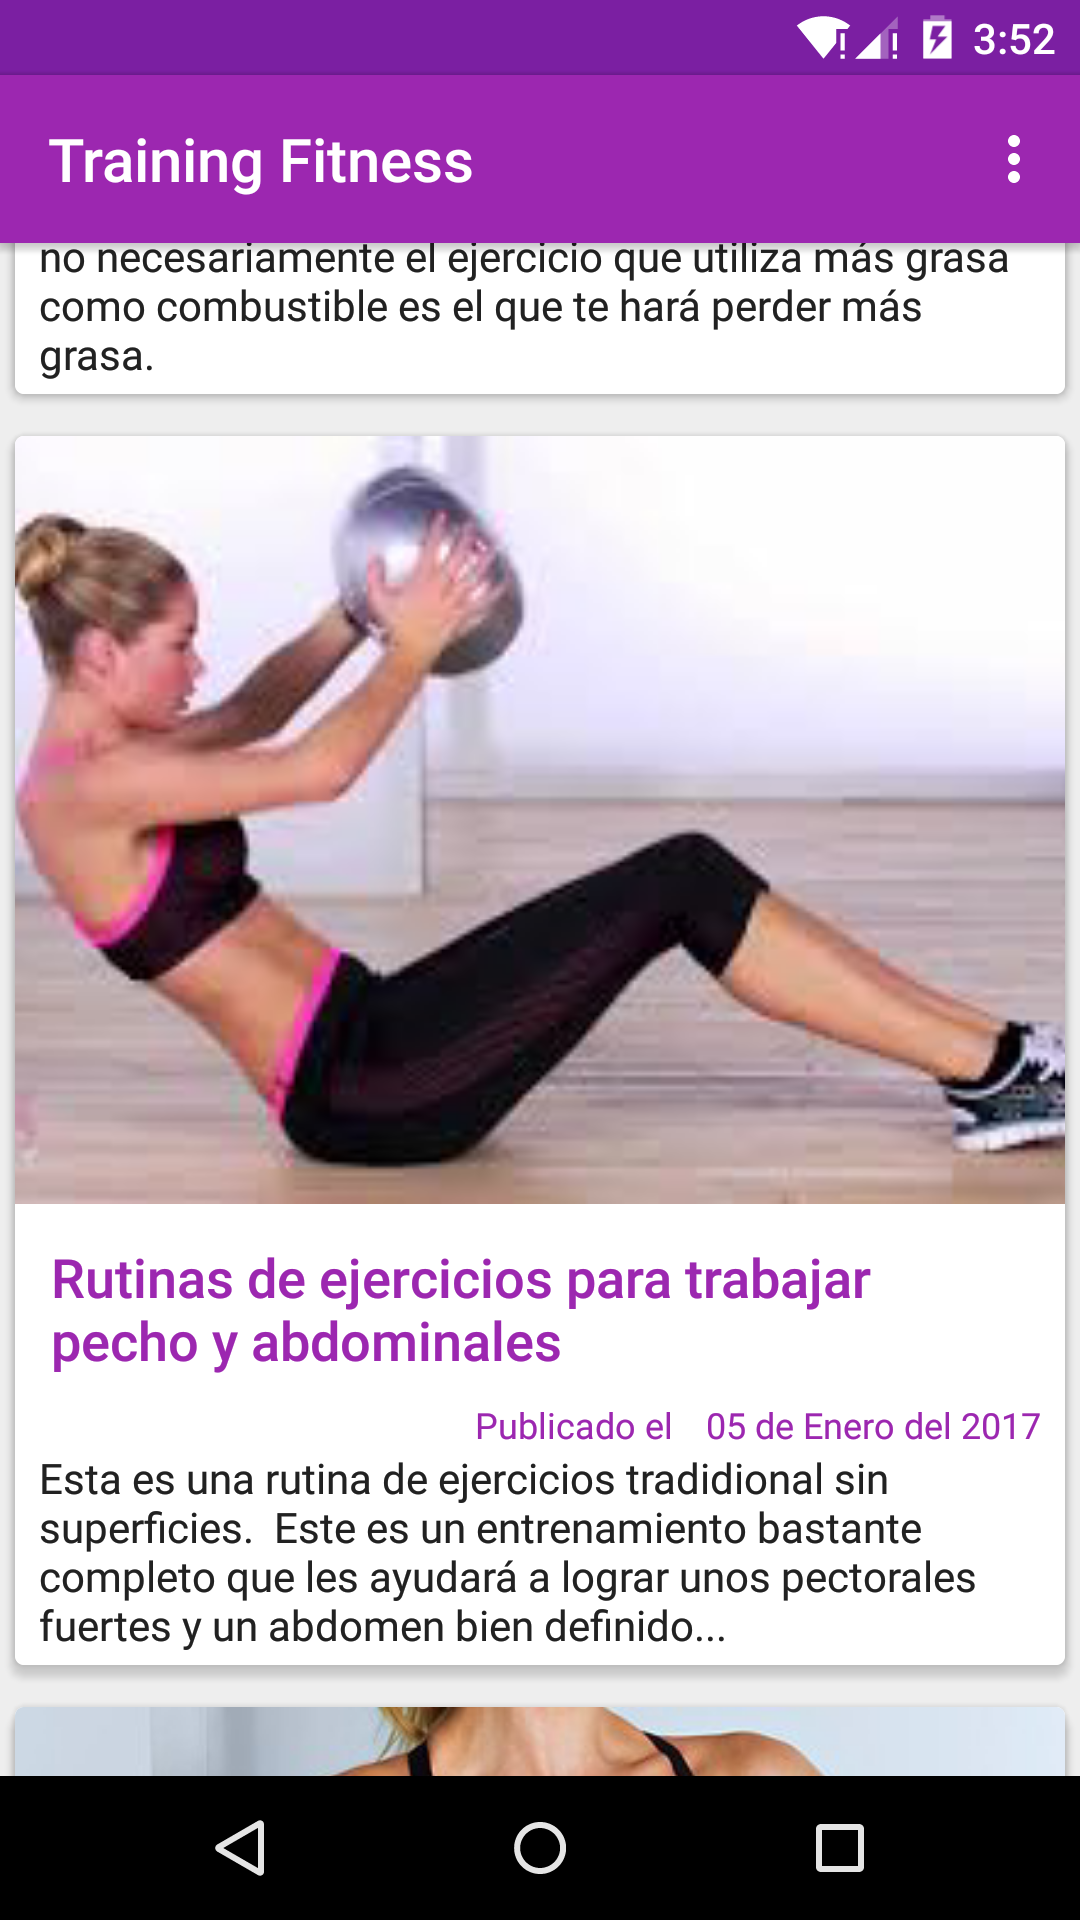 3:52
Training Fitness
no necesariamente el ejercicio que utiliza más grasa
como combustible es el que te hará perder más
grasa.
Rutinas de ejercicios para trabajar
pecho y abdominales
Publicado el 05 de Enero del 2017
Esta es una rutina de ejercicios tradidional sin
superficies.  Este es un entrenamiento bastante
completo que les ayudará a lograr unos pectorales
fuertes y un abdomen bien definido...